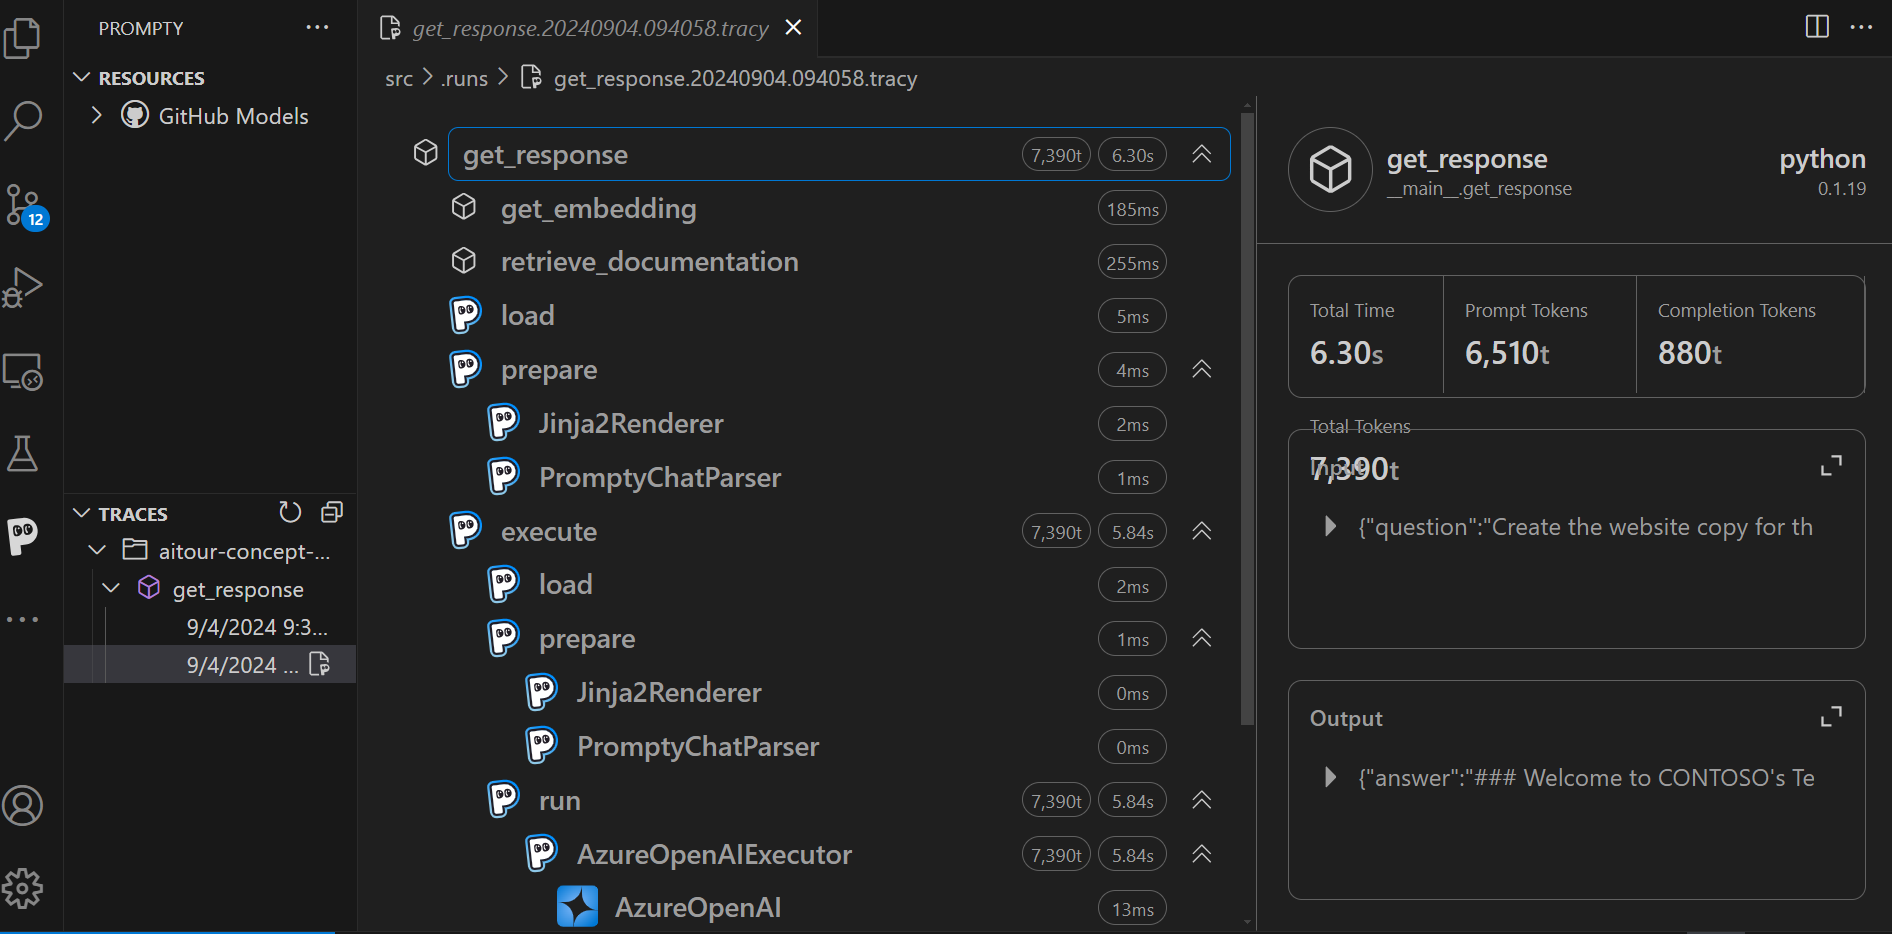 PROMPTY
RESOURCES
GitHub Models
12
TRACES
aitour-concept-...
get_response
9/4/2024 9:3...
9/4/2024 ...
get_response.20240904.094058.tracy
src > .runs > get_response.20240904.094058.tracy
get_response 7,390t 6.30s
get_embedding 185ms
retrieve_documentation 255ms
load 5ms
prepare 4ms
Jinja2Renderer 2ms
PromptyChatParser 1ms
execute 7,390t 5.84s
load 2ms
prepare 1ms
Jinja2Renderer 0ms
PromptyChatParser 0ms
run 7,390t 5.84s
AzureOpenAIExecutor 7,390t 5.84s
AzureOpenAI 13ms
get_response python
__main__.get_response 0.1.19
Total Time Prompt Tokens Completion Tokens
6.30s 6,510t 880t
Total Tokens
7,390t
Input
{"question":"Create the website copy for th
Output
{"answer":"### Welcome to CONTOSO's Te